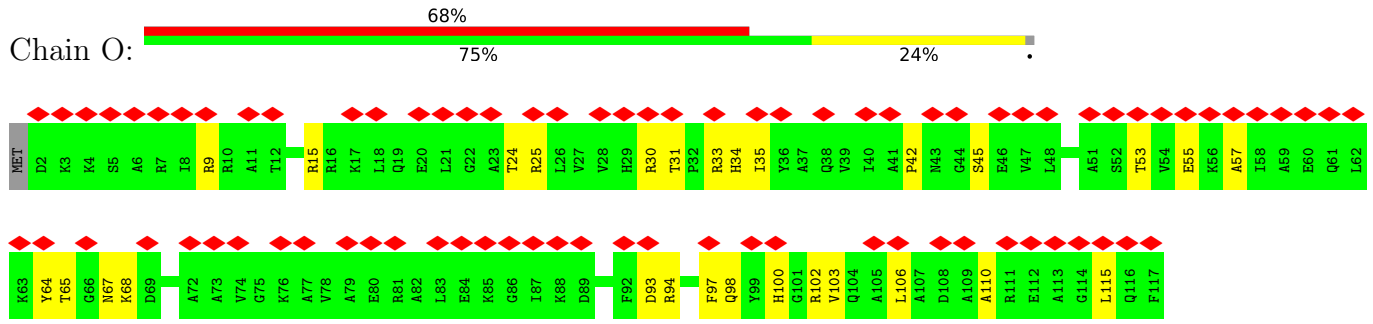 68%
Chain O:
75% 24% •
MET D2 K3 K4 S5 A6 R7 I8 R9 R10 A11 T12 R15 R16 K17 L18 Q19 E20 L21 G22 A23 T24 R25 L26 V27 V28 H29 R30 T31 P32 R33 H34 I35 Y36 A37 Q38 V39 I40 A41 P42 N43 G44 S45 E46 V47 L48 A51 S52 T53 V54 E55 K56 A57 I58 A59 E60 Q61 L62
K63 Y64 T65 G66 N67 K68 D69 A72 A73 V74 G75 K76 A77 V78 A79 E80 R81 A82 L83 E84 K85 G86 I87 K88 D89 F92 D93 R94 F97 Q98 Y99 H100 G101 R102 V103 Q104 A105 L106 A107 D108 A109 A110 R111 E112 A113 G114 L115 Q116 F117